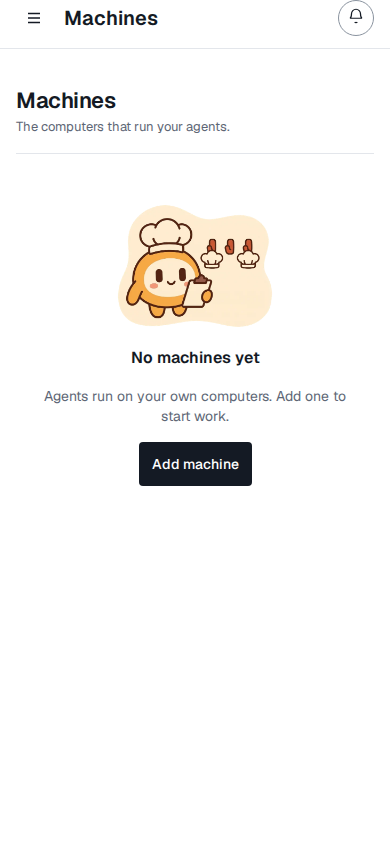 Machines
Machines
The computers that run your agents.
No machines yet
Agents run on your own computers. Add one to
start work.
Add machine